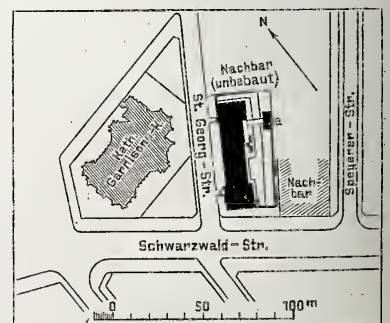 N
Nachbar
(unbebaut)
a
St. Georg-Str.
Kath.
Garnison.-K.
Nach-
bar
Speyerer-Str.
Schwarzwald-Str.
0 50 100 m